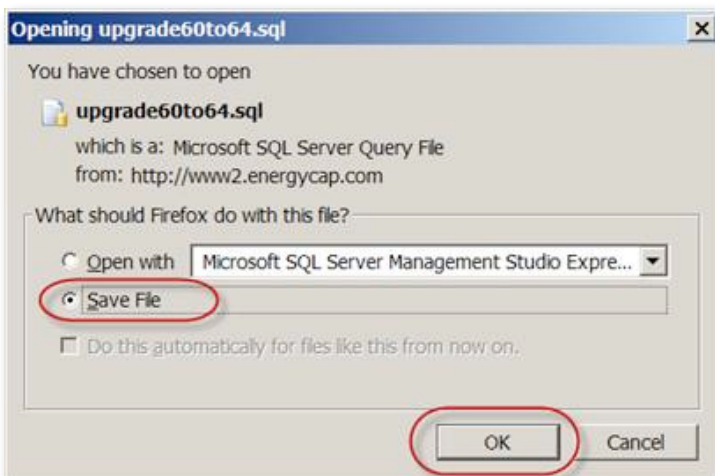 Opening upgrade60to64.sql
You have chosen to open
upgrade60to64.sql
which is a: Microsoft SQL Server Query File
from: http://www2.energycap.com
What should Firefox do with this file?
Open with Microsoft SQL Server Management Studio Expre...
Save File
Do this automatically for files like this from now on.
OK Cancel